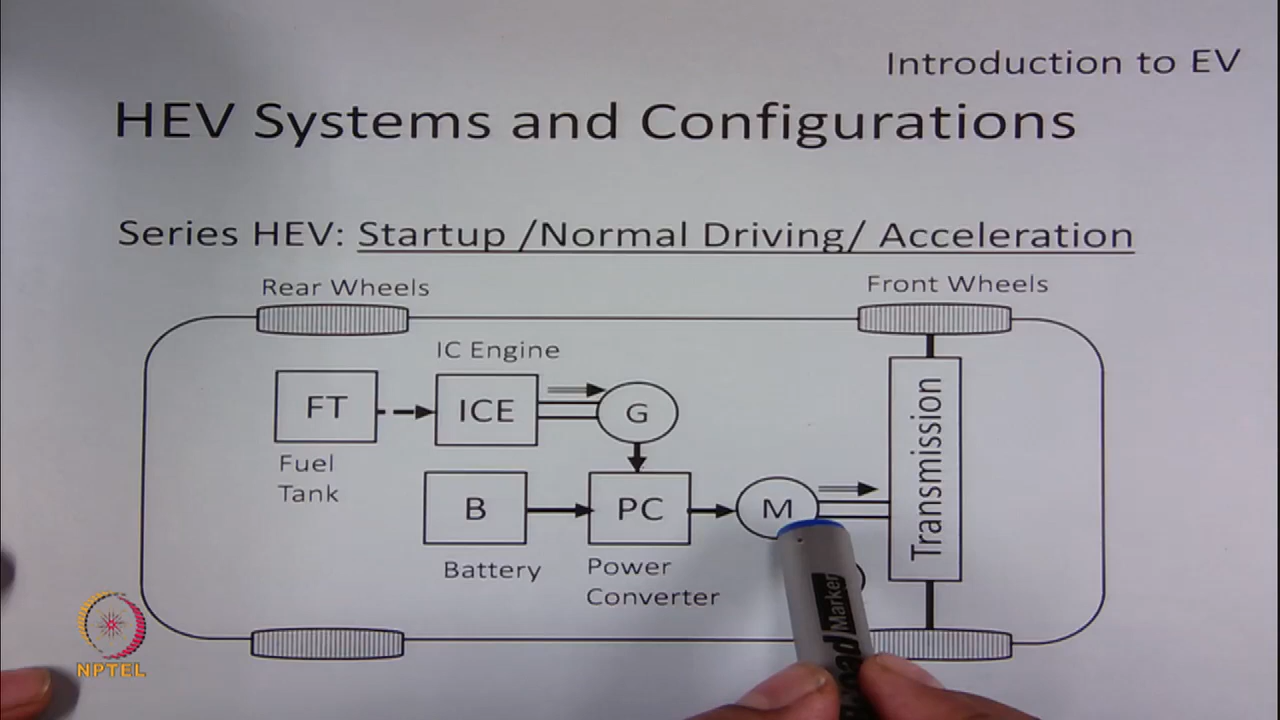 Introduction to EV
HEV Systems and Configurations
Series HEV: Startup /Normal Driving/ Acceleration
Rear Wheels
Front Wheels
IC Engine
FT
ICE
G
Fuel
Tank
Transmission
B
PC
M
Battery
Power
Converter
Marker
NPTEL